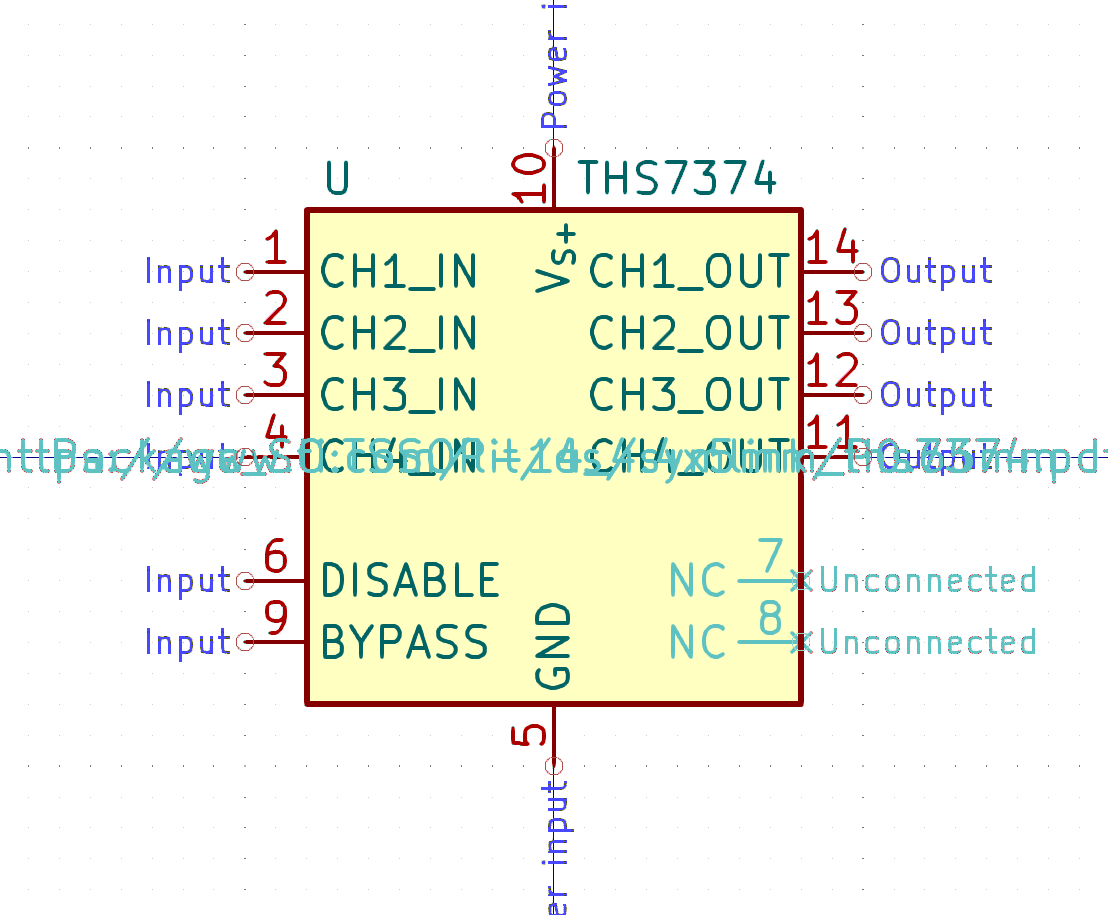 Power i
10
U
THS7374
Vs+
1
14
Input
CH1_IN
CH1_OUT
Output
2
13
Input
CH2_IN
CH2_OUT
Output
3
12
Input
CH3_IN
CH3_OUT
Output
4
11
CH4_IN
CH4_OUT
Output
6
7
Input
DISABLE
NC
Unconnected
9
8
Input
BYPASS
NC
Unconnected
GND
5
er input